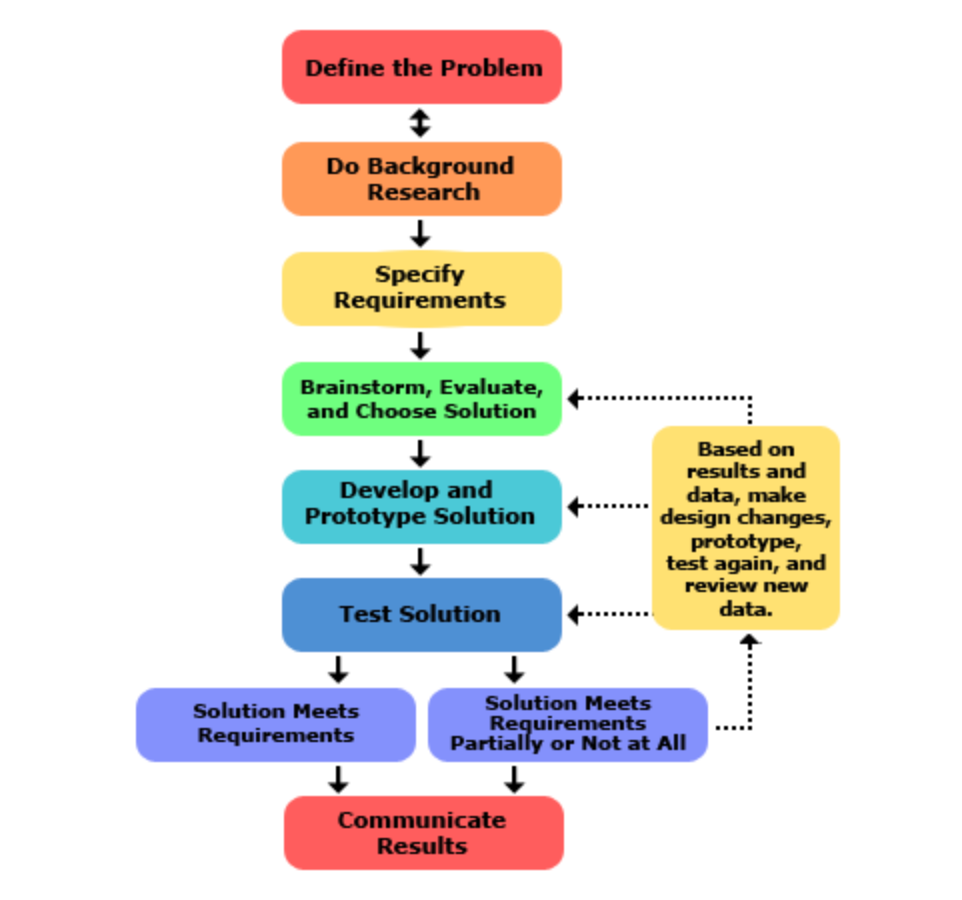 Define the Problem
Do Background
Research
Specify
Requirements
Brainstorm, Evaluate,
and Choose Solution
Develop and
Prototype Solution
Test Solution
Based on
results and
data, make
design changes,
prototype,
test again, and
review new
data.
Solution Meets
Requirements
Solution Meets
Requirements
Partially or Not at All
Communicate
Results